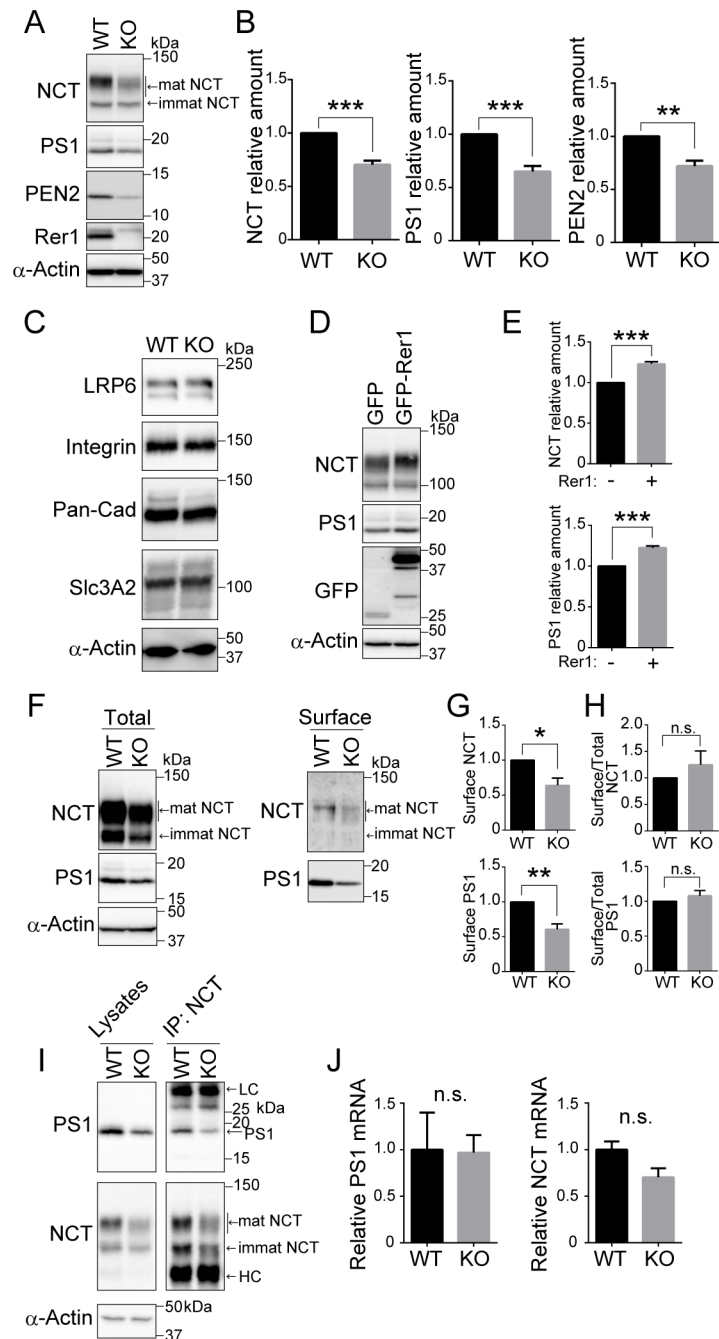 A
WT
KO
kDa
150
NCT
←mat NCT
←immat NCT
100
PS1
20
15
PEN2
15
10
Rer1
20
α-Actin
50
37
B
NCT relative amount
1.5
1.0
0.5
0
***
WT
KO
PS1 relative amount
1.5
1.0
0.5
0
***
WT
KO
PEN2 relative amount
1.5
1.0
0.5
0
**
WT
KO
C
WT KO
kDa
250
LRP6
Integrin
150
Pan-Cad
150
Slc3A2
100
α-Actin
50
37
D
GFP
GFP-Rer1
kDa
150
NCT
100
PS1
20
15
GFP
50
37
25
α-Actin
50
37
E
NCT relative amount
1.5
1.0
0.5
0
***
Rer1: - +
PS1 relative amount
1.5
1.0
0.5
0
***
Rer1: - +
F
Total
WT
KO
kDa
150
NCT
←mat NCT
←immat NCT
PS1
20
15
α-Actin
50
37
Surface
WT
KO
kDa
150
NCT
←mat NCT
←immat NCT
PS1
20
15
G
Surface NCT
1.5
1.0
0.5
0
*
WT KO
Surface PS1
1.5
1.0
0.5
0
**
WT KO
H
Surface/Total
NCT
2.0
1.5
1.0
0.5
0
n.s.
WT KO
Surface/Total
PS1
1.5
1.0
0.5
0
n.s.
WT KO
I
Lysates
IP: NCT
WT
KO
WT
KO
PS1
←LC
25 kDa
20
←PS1
15
150
NCT
←mat NCT
←immat NCT
←HC
α-Actin
50kDa
37
J
Relative PS1 mRNA
1.5
1.0
0.5
0
n.s.
WT
KO
Relative NCT mRNA
1.5
1.0
0.5
0
n.s.
WT
KO